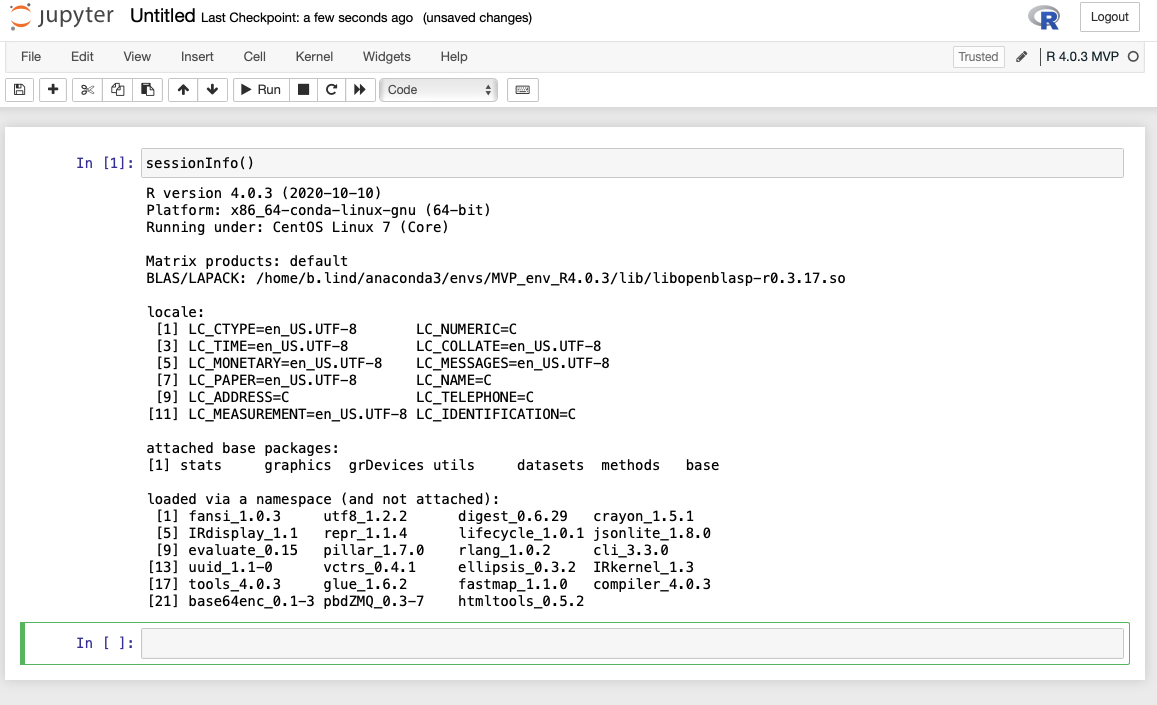 jupyter Untitled Last Checkpoint: a few seconds ago (unsaved changes) R Logout
File Edit View Insert Cell Kernel Widgets Help Trusted R 4.0.3 MVP
Run Code
In [1]: sessionInfo()
R version 4.0.3 (2020-10-10)
Platform: x86_64-conda-linux-gnu (64-bit)
Running under: CentOS Linux 7 (Core)
Matrix products: default
BLAS/LAPACK: /home/b.lind/anaconda3/envs/MVP_env_R4.0.3/lib/libopenblasp-r0.3.17.so
locale:
[1] LC_CTYPE=en_US.UTF-8 LC_NUMERIC=C
[3] LC_TIME=en_US.UTF-8 LC_COLLATE=en_US.UTF-8
[5] LC_MONETARY=en_US.UTF-8 LC_MESSAGES=en_US.UTF-8
[7] LC_PAPER=en_US.UTF-8 LC_NAME=C
[9] LC_ADDRESS=C LC_TELEPHONE=C
[11] LC_MEASUREMENT=en_US.UTF-8 LC_IDENTIFICATION=C
attached base packages:
[1] stats graphics grDevices utils datasets methods base
loaded via a namespace (and not attached):
[1] fansi_1.0.3 utf8_1.2.2 digest_0.6.29 crayon_1.5.1
[5] IRdisplay_1.1 repr_1.1.4 lifecycle_1.0.1 jsonlite_1.8.0
[9] evaluate_0.15 pillar_1.7.0 rlang_1.0.2 cli_3.3.0
[13] uuid_1.1-0 vctrs_0.4.1 ellipsis_0.3.2 IRkernel_1.3
[17] tools_4.0.3 glue_1.6.2 fastmap_1.1.0 compiler_4.0.3
[21] base64enc_0.1-3 pbdZMQ_0.3-7 htmltools_0.5.2
In [ ]: